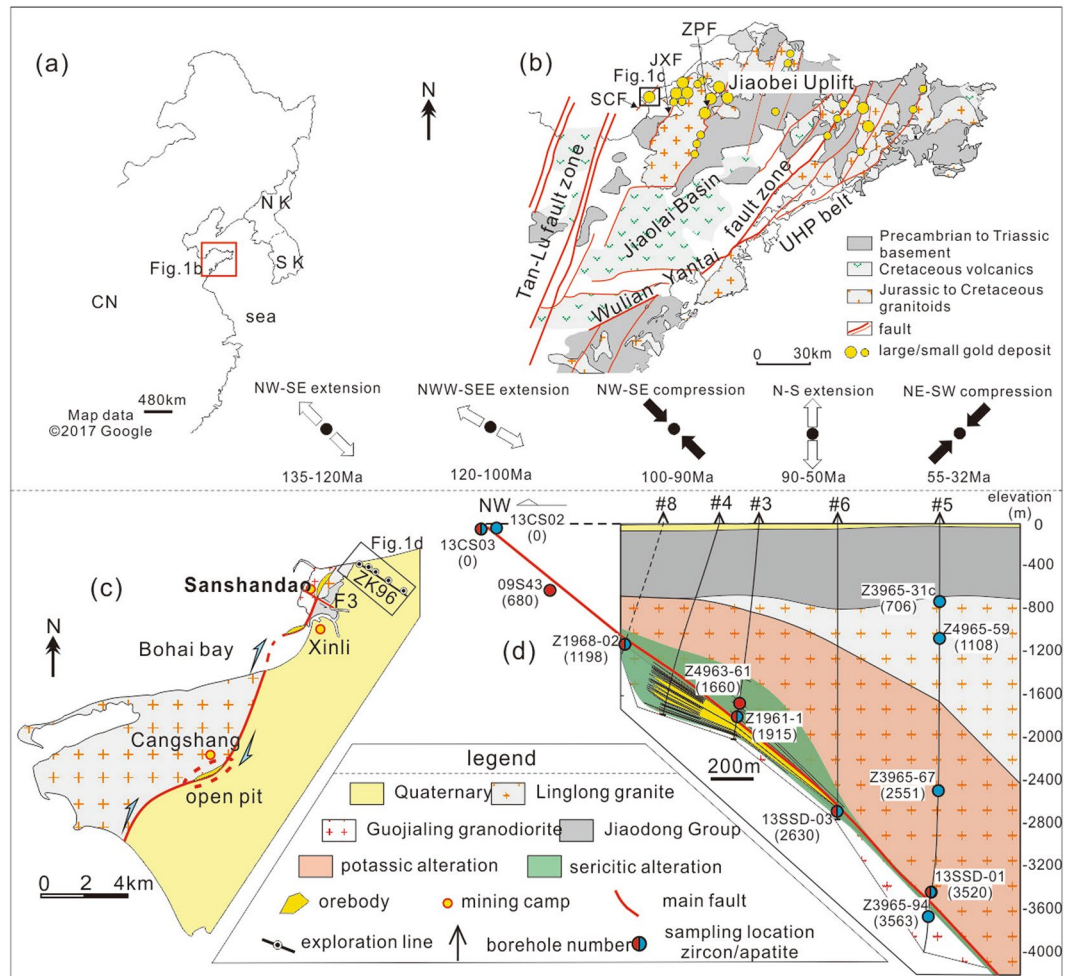 (a)
N
NK
SK
Fig.1b
CN
sea
480km
Map data
©2017 Google
(b)
ZPF
JXF
Fig.1c
SCF
Jiaobei Uplift
Tan-Lu fault zone
Jiaolai Basin
Wulian-Yantai fault zone
UHP belt
Precambrian to Triassic
basement
Cretaceous volcanics
Jurassic to Cretaceous
granitoids
fault
large/small gold deposit
0 30km
NW-SE extension
135-120Ma
NWW-SEE extension
120-100Ma
NW-SE compression
100-90Ma
N-S extension
90-50Ma
NE-SW compression
55-32Ma
(c)
N
Fig.1d
Sanshandao
ZK96
F3
Xinli
Bohai bay
Cangshang
open pit
0 2 4km
(d)
NW
#8
#4
#3
#6
#5
elevation
(m)
13CS02
(0)
13CS03
(0)
09S43
(680)
Z1968-02
(1198)
Z4963-61
(1660)
Z1961-1
(1915)
13SSD-03
(2630)
Z3965-31c
(706)
Z4965-59
(1108)
Z3965-67
(2551)
13SSD-01
(3520)
Z3965-94
(3563)
200m
0
-400
-800
-1200
-1600
-2000
-2400
-2800
-3200
-3600
-4000
legend
Quaternary
Linglong granite
Guojialing granodiorite
Jiaodong Group
potassic alteration
sericitic alteration
orebody
mining camp
main fault
exploration line
borehole number
sampling location
zircon/apatite